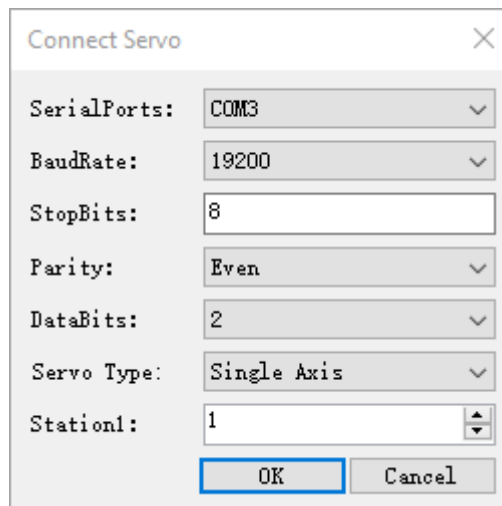 Connect Servo
SerialPorts: COM3
BaudRate: 19200
StopBits: 8
Parity: Even
DataBits: 2
Servo Type: Single Axis
Station1: 1
OK Cancel